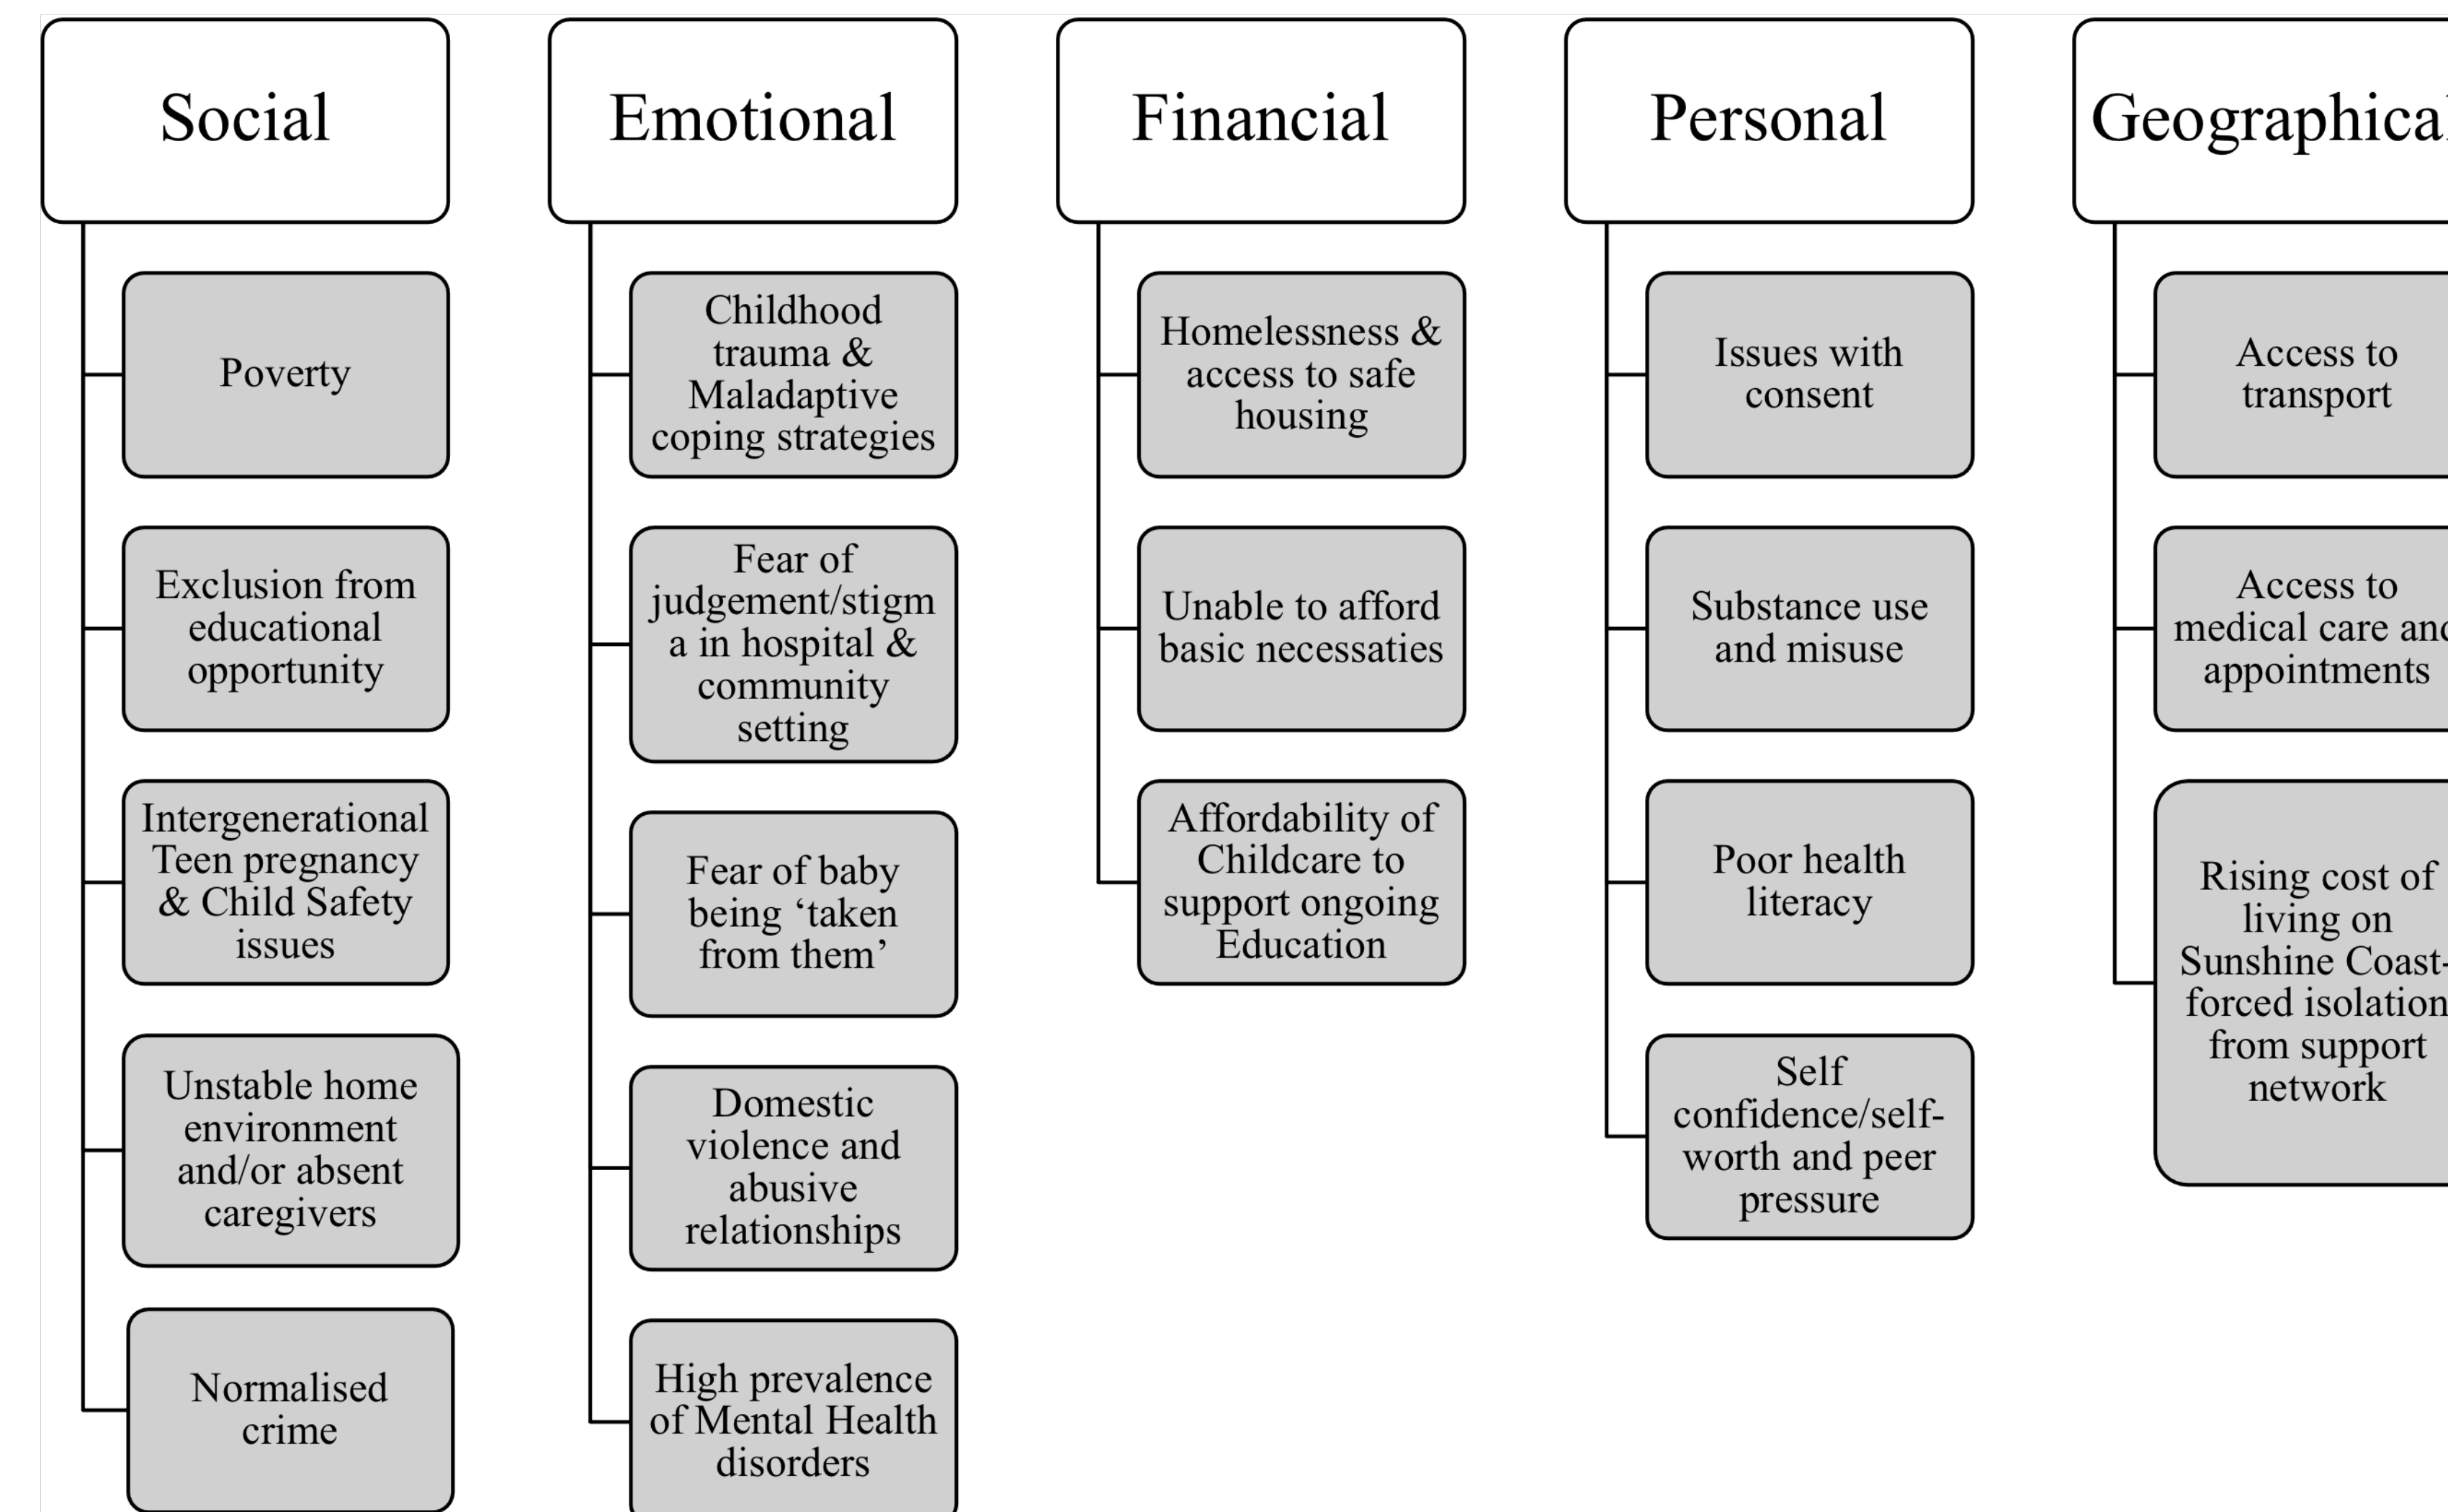 Social
Poverty
Exclusion from
educational
opportunity
Intergenerational
Teen pregnancy
& Child Safety
issues
Unstable home
environment
and/or absent
caregivers
Normalised
crime
Emotional
Childhood
trauma &
Maladaptive
coping strategies
Fear of
judgement/stigm
a in hospital &
community
setting
Fear of baby
being ‘taken
from them’
Domestic
violence and
abusive
relationships
High prevalence
of Mental Health
disorders
Financial
Homelessness &
access to safe
housing
Unable to afford
basic necessaties
Affordability of
Childcare to
support ongoing
Education
Personal
Issues with
consent
Substance use
and misuse
Poor health
literacy
Self
confidence/self-
worth and peer
pressure
Geographical
Access to
transport
Access to
medical care and
appointments
Rising cost of
living on
Sunshine Coast-
forced isolation
from support
network